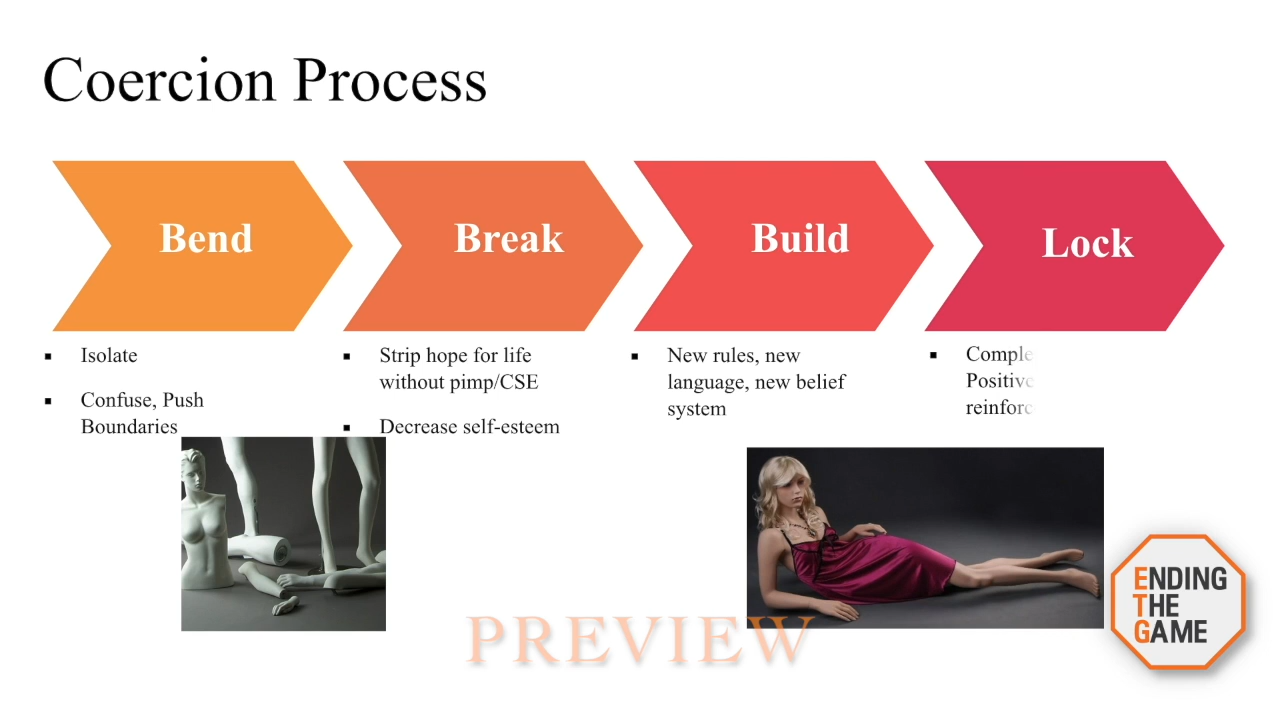 Coercion Process
Bend
Break
Build
Lock
▪ Isolate
▪ Confuse, Push
Boundaries
▪ Strip hope for life
without pimp/CSE
▪ Decrease self-esteem
▪ New rules, new
language, new belief
system
PREVIEW
ENDING
THE
GAME